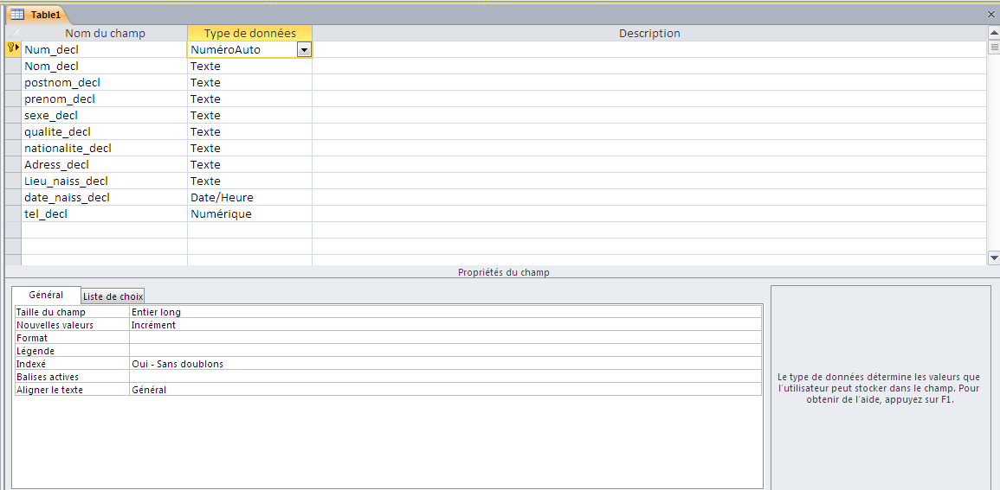 Table1
Nom du champ Type de données Description
Num_decl NuméroAuto
Nom_decl Texte
postnom_decl Texte
prenom_decl Texte
sexe_decl Texte
qualite_decl Texte
nationalite_decl Texte
Adress_decl Texte
Lieu_naiss_decl Texte
date_naiss_decl Date/Heure
tel_decl Numérique
Propriétés du champ
Général Liste de choix
Taille du champ Entier long
Nouvelles valeurs Incrément
Format
Légende
Indexé Oui - Sans doublons
Balises actives
Aligner le texte Général
Le type de données détermine les valeurs que
l'utilisateur peut stocker dans le champ. Pour
obtenir de l'aide, appuyez sur F1.